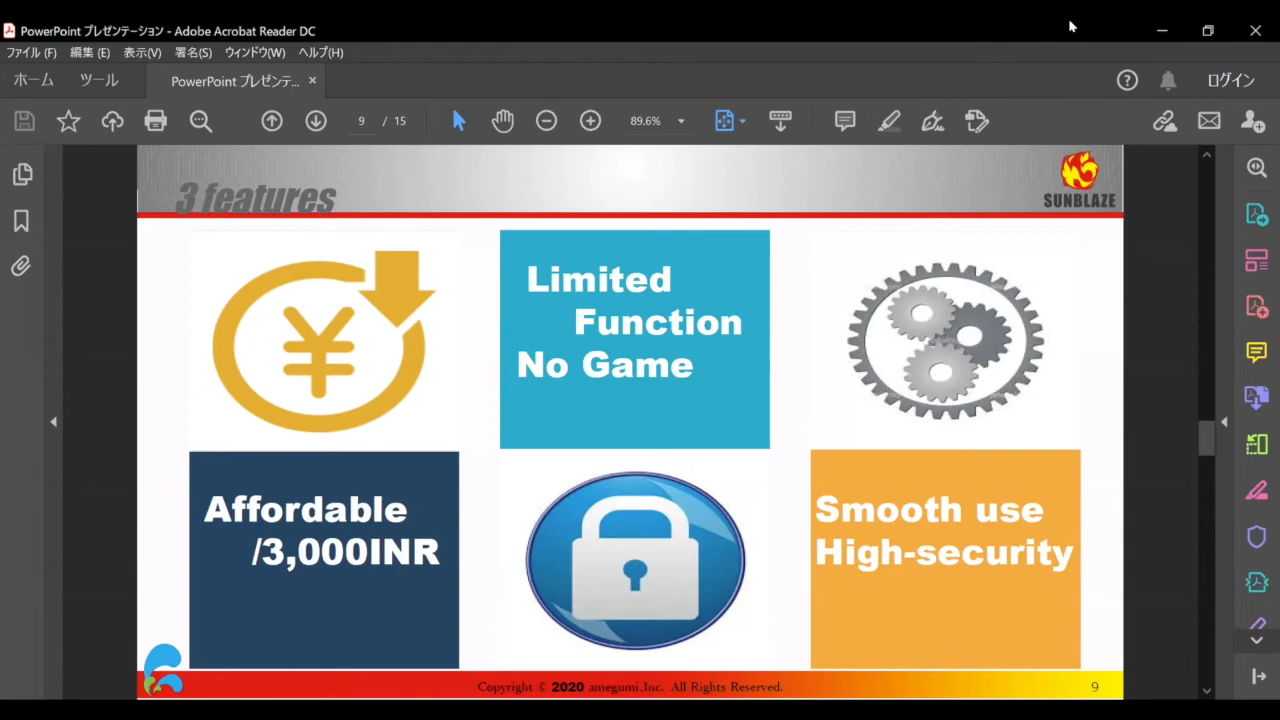 PowerPoint プレゼンテーション - Adobe Acrobat Reader DC
ファイル (F) 編集 (E) 表示(V) 署名(S) ウィンドウ(W) ヘルプ(H)
ホーム ツール PowerPoint プレゼンテ... × ログイン
9 / 15 89.6%
3 features
SUNBLAZE
Limited
Function
No Game
Affordable
/3,000INR
Smooth use
High-security
Copyright © 2020 amegumi.Inc. All Rights Reserved.
9